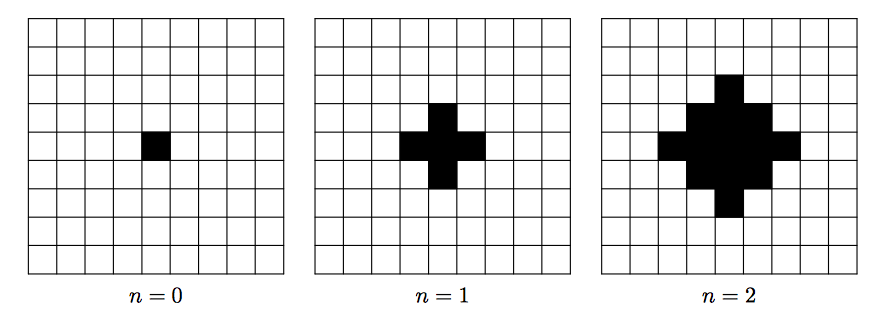 n = 0
n = 1
n = 2